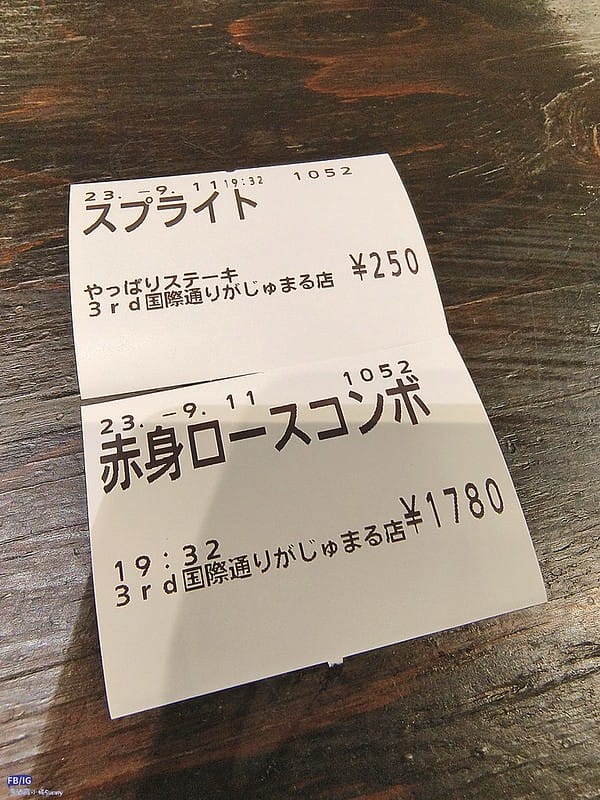 23.-9.11 19:32 1052
スプライト
やっぱりステーキ ¥250
3rd国際通りがじゅまる店
23.-9.11 1052
赤身ロースコンボ
19:32 ¥1780
3rd国際通りがじゅまる店
FB/IG